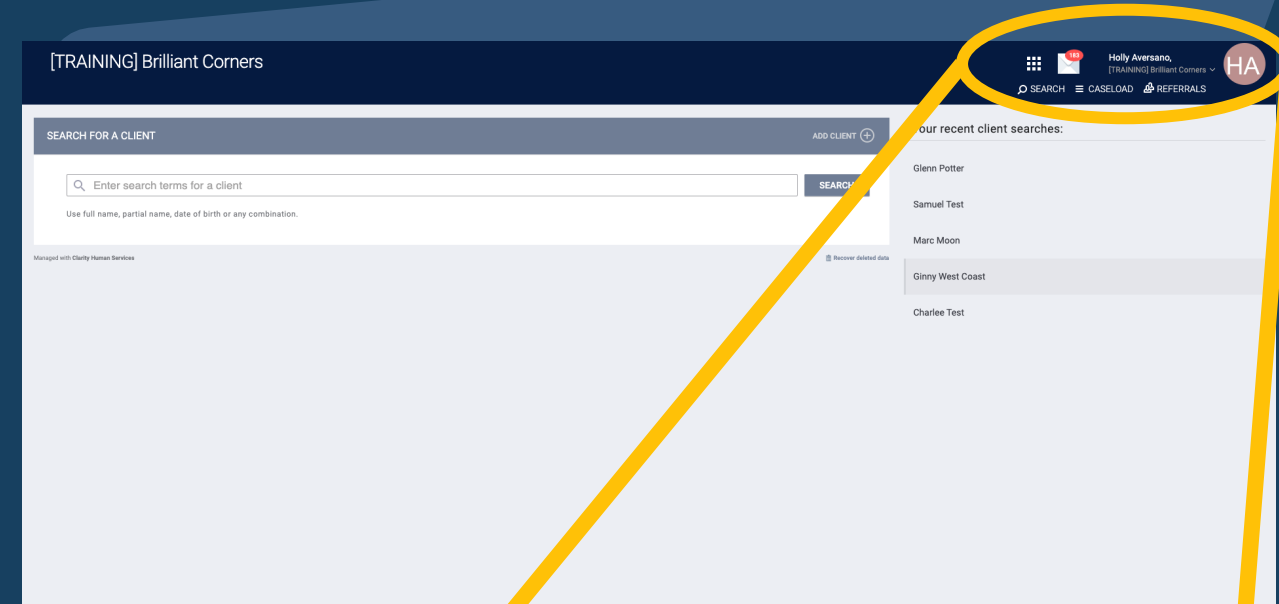 [TRAINING] Brilliant Corners
183
Holly Aversano,
[TRAINING] Brilliant Corners
HA
SEARCH CASELOAD REFERRALS
SEARCH FOR A CLIENT
ADD CLIENT
Enter search terms for a client
SEARCH
Use full name, partial name, date of birth or any combination.
Managed with Clarity Human Services
Recover deleted data
our recent client searches:
Glenn Potter
Samuel Test
Marc Moon
Ginny West Coast
Charlee Test